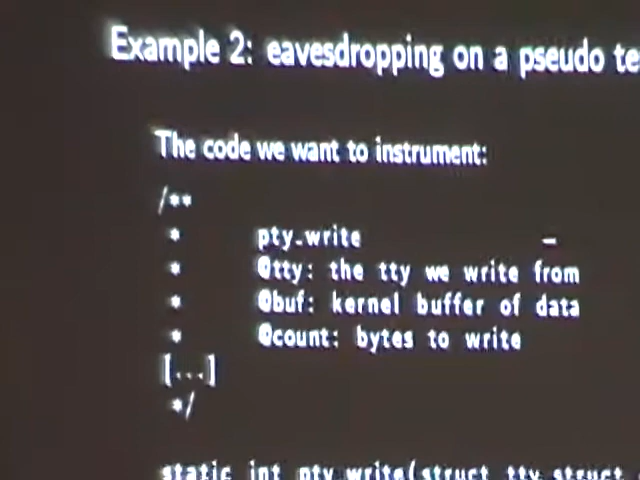 Example 2: eavesdropping on a pseudo te
The code we want to instrument:
/**
* pty_write -
* @tty: the tty we write from
* @buf: kernel buffer of data
* @count: bytes to write
[...]
*/
static int pty_write(struct tty_struct